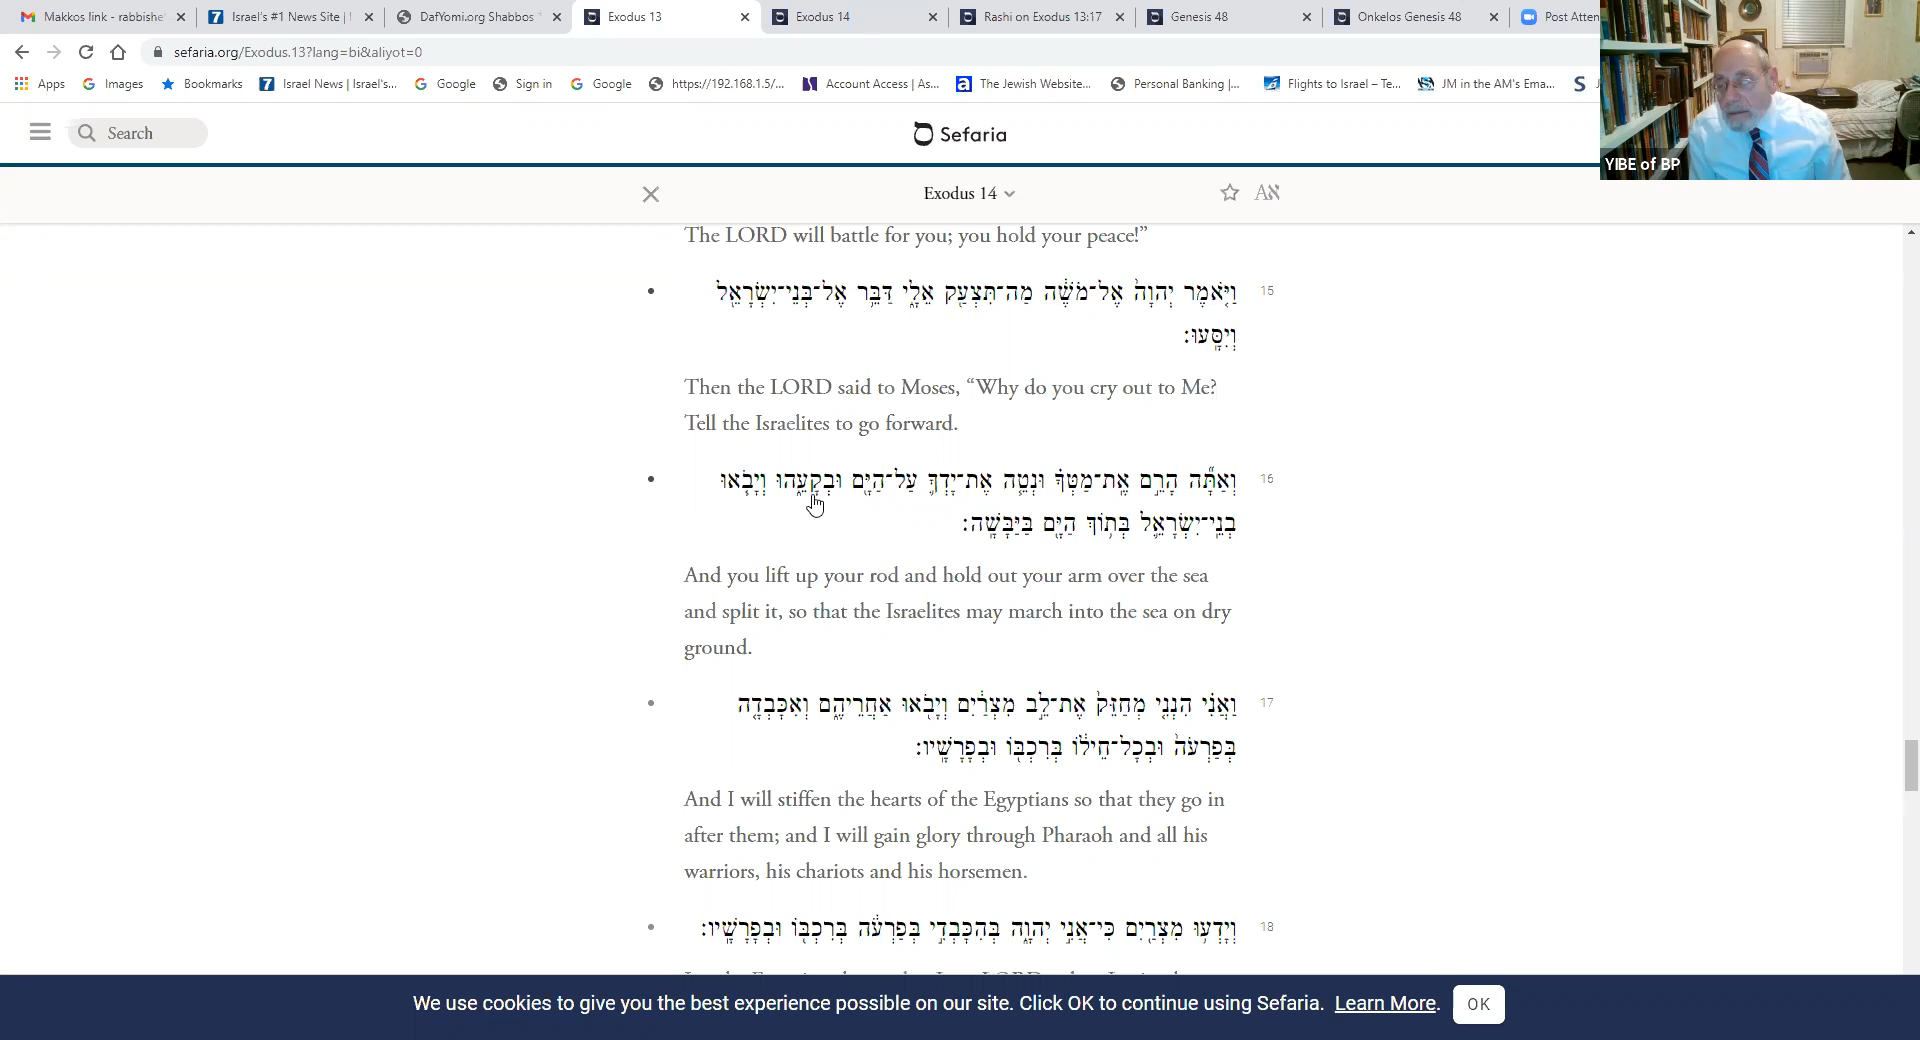 Makkos link - rabbishe
Israel's #1 News Site |
DafYomi.org Shabbos
Exodus 13
Exodus 14
Rashi on Exodus 13:17
Genesis 48
Onkelos Genesis 48
Post Atten
sefaria.org/Exodus.13?lang=bi&aliyot=0
Apps
Images
Bookmarks
Israel News | Israel's...
Google
Sign in
Google
https://192.168.1.5/...
Account Access | As...
The Jewish Website...
Personal Banking |...
Flights to Israel – Te...
JM in the AM's Ema...
YIBE of BP
Search
Sefaria
Exodus 14
The LORD will battle for you; you hold your peace!”
15
וַיֹּ֤אמֶר יְהוָה֙ אֶל־מֹשֶׁ֔ה מַה־תִּצְעַ֖ק אֵלָ֑י דַּבֵּ֥ר אֶל־בְּנֵי־יִשְׂרָאֵ֖ל
וְיִסָּֽעוּ׃
Then the LORD said to Moses, “Why do you cry out to Me?
Tell the Israelites to go forward.
16
וְאַתָּ֞ה הָרֵ֣ם אֶֽת־מַטְּךָ֗ וּנְטֵ֧ה אֶת־יָדְךָ֛ עַל־הַיָּ֖ם וּבְקָעֵ֑הוּ וְיָבֹ֧אוּ
בְנֵֽי־יִשְׂרָאֵ֛ל בְּת֥וֹךְ הַיָּ֖ם בַּיַּבָּשָֽׁה׃
And you lift up your rod and hold out your arm over the sea
and split it, so that the Israelites may march into the sea on dry
ground.
17
וַאֲנִ֗י הִנְנִ֤י מְחַזֵּק֙ אֶת־לֵ֣ב מִצְרַ֔יִם וְיָבֹ֖אוּ אַחֲרֵיהֶ֑ם וְאִכָּבְדָ֤ה
בְּפַרְעֹה֙ וּבְכָל־חֵיל֔וֹ בְּרִכְבּ֖וֹ וּבְפָרָשָֽׁיו׃
And I will stiffen the hearts of the Egyptians so that they go in
after them; and I will gain glory through Pharaoh and all his
warriors, his chariots and his horsemen.
18
וְיָדְע֥וּ מִצְרַ֖יִם כִּי־אֲנִ֣י יְהוָ֑ה בְּהִכָּבְדִ֣י בְּפַרְעֹ֔ה בְּרִכְבּ֖וֹ וּבְפָרָשָֽׁיו׃
We use cookies to give you the best experience possible on our site. Click OK to continue using Sefaria. Learn More. OK